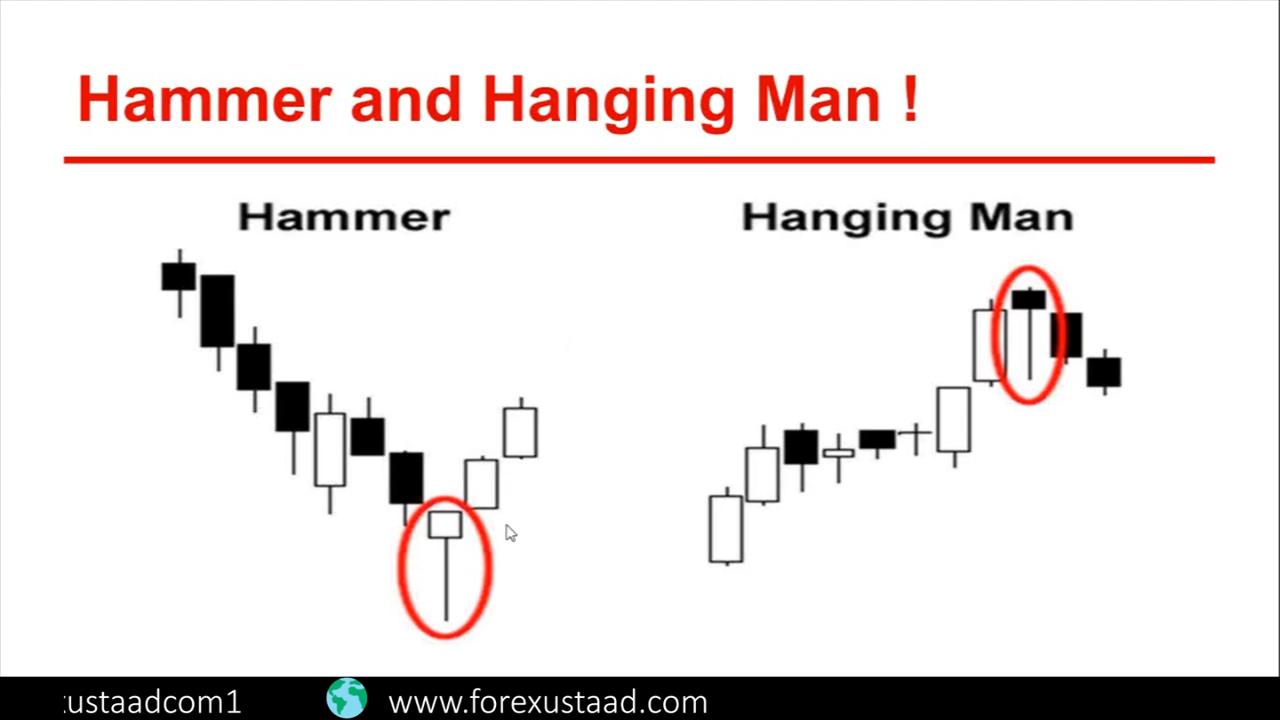 Hammer and Hanging Man !
Hammer
Hanging Man
ustaadcom1
www.forexustaad.com